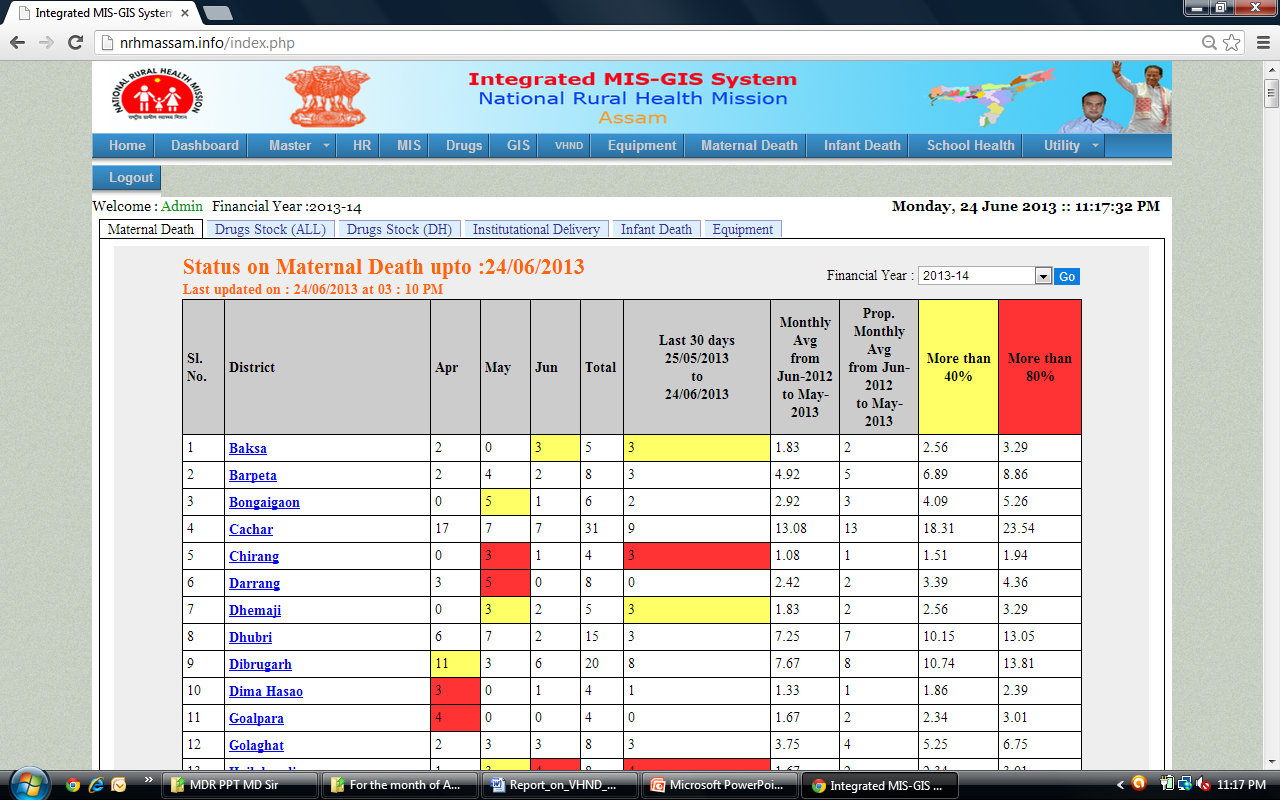 Integrated MIS-GIS System
nrhmassam.info/index.php
NATIONAL RURAL HEALTH MISSION
Integrated MIS-GIS System
National Rural Health Mission
Assam
Home Dashboard Master HR MIS Drugs GIS VHND Equipment Maternal Death Infant Death School Health Utility
Logout
Welcome : Admin Financial Year :2013-14 Monday, 24 June 2013 :: 11:17:32 PM
Maternal Death Drugs Stock (ALL) Drugs Stock (DH) Institutational Delivery Infant Death Equipment
Status on Maternal Death upto :24/06/2013
Last updated on : 24/06/2013 at 03 : 10 PM
Financial Year : 2013-14 Go
Sl. No. District Apr May Jun Total Last 30 days 25/05/2013 to 24/06/2013 Monthly Avg from Jun-2012 to May-2013 Prop. Monthly Avg from Jun-2012 to May-2013 More than 40% More than 80%
1 Baksa 2 0 3 5 3 1.83 2 2.56 3.29
2 Barpeta 2 4 2 8 3 4.92 5 6.89 8.86
3 Bongaigaon 0 5 1 6 2 2.92 3 4.09 5.26
4 Cachar 17 7 7 31 9 13.08 13 18.31 23.54
5 Chirang 0 3 1 4 3 1.08 1 1.51 1.94
6 Darrang 3 5 0 8 0 2.42 2 3.39 4.36
7 Dhemaji 0 3 2 5 3 1.83 2 2.56 3.29
8 Dhubri 6 7 2 15 3 7.25 7 10.15 13.05
9 Dibrugarh 11 3 6 20 8 7.67 8 10.74 13.81
10 Dima Hasao 3 0 1 4 1 1.33 1 1.86 2.39
11 Goalpara 4 0 0 4 0 1.67 2 2.34 3.01
12 Golaghat 2 3 3 8 3 3.75 4 5.25 6.75
MDR PPT MD Sir For the month of A... Report_on_VHND_... Microsoft PowerPoi... Integrated MIS-GIS ... 11:17 PM